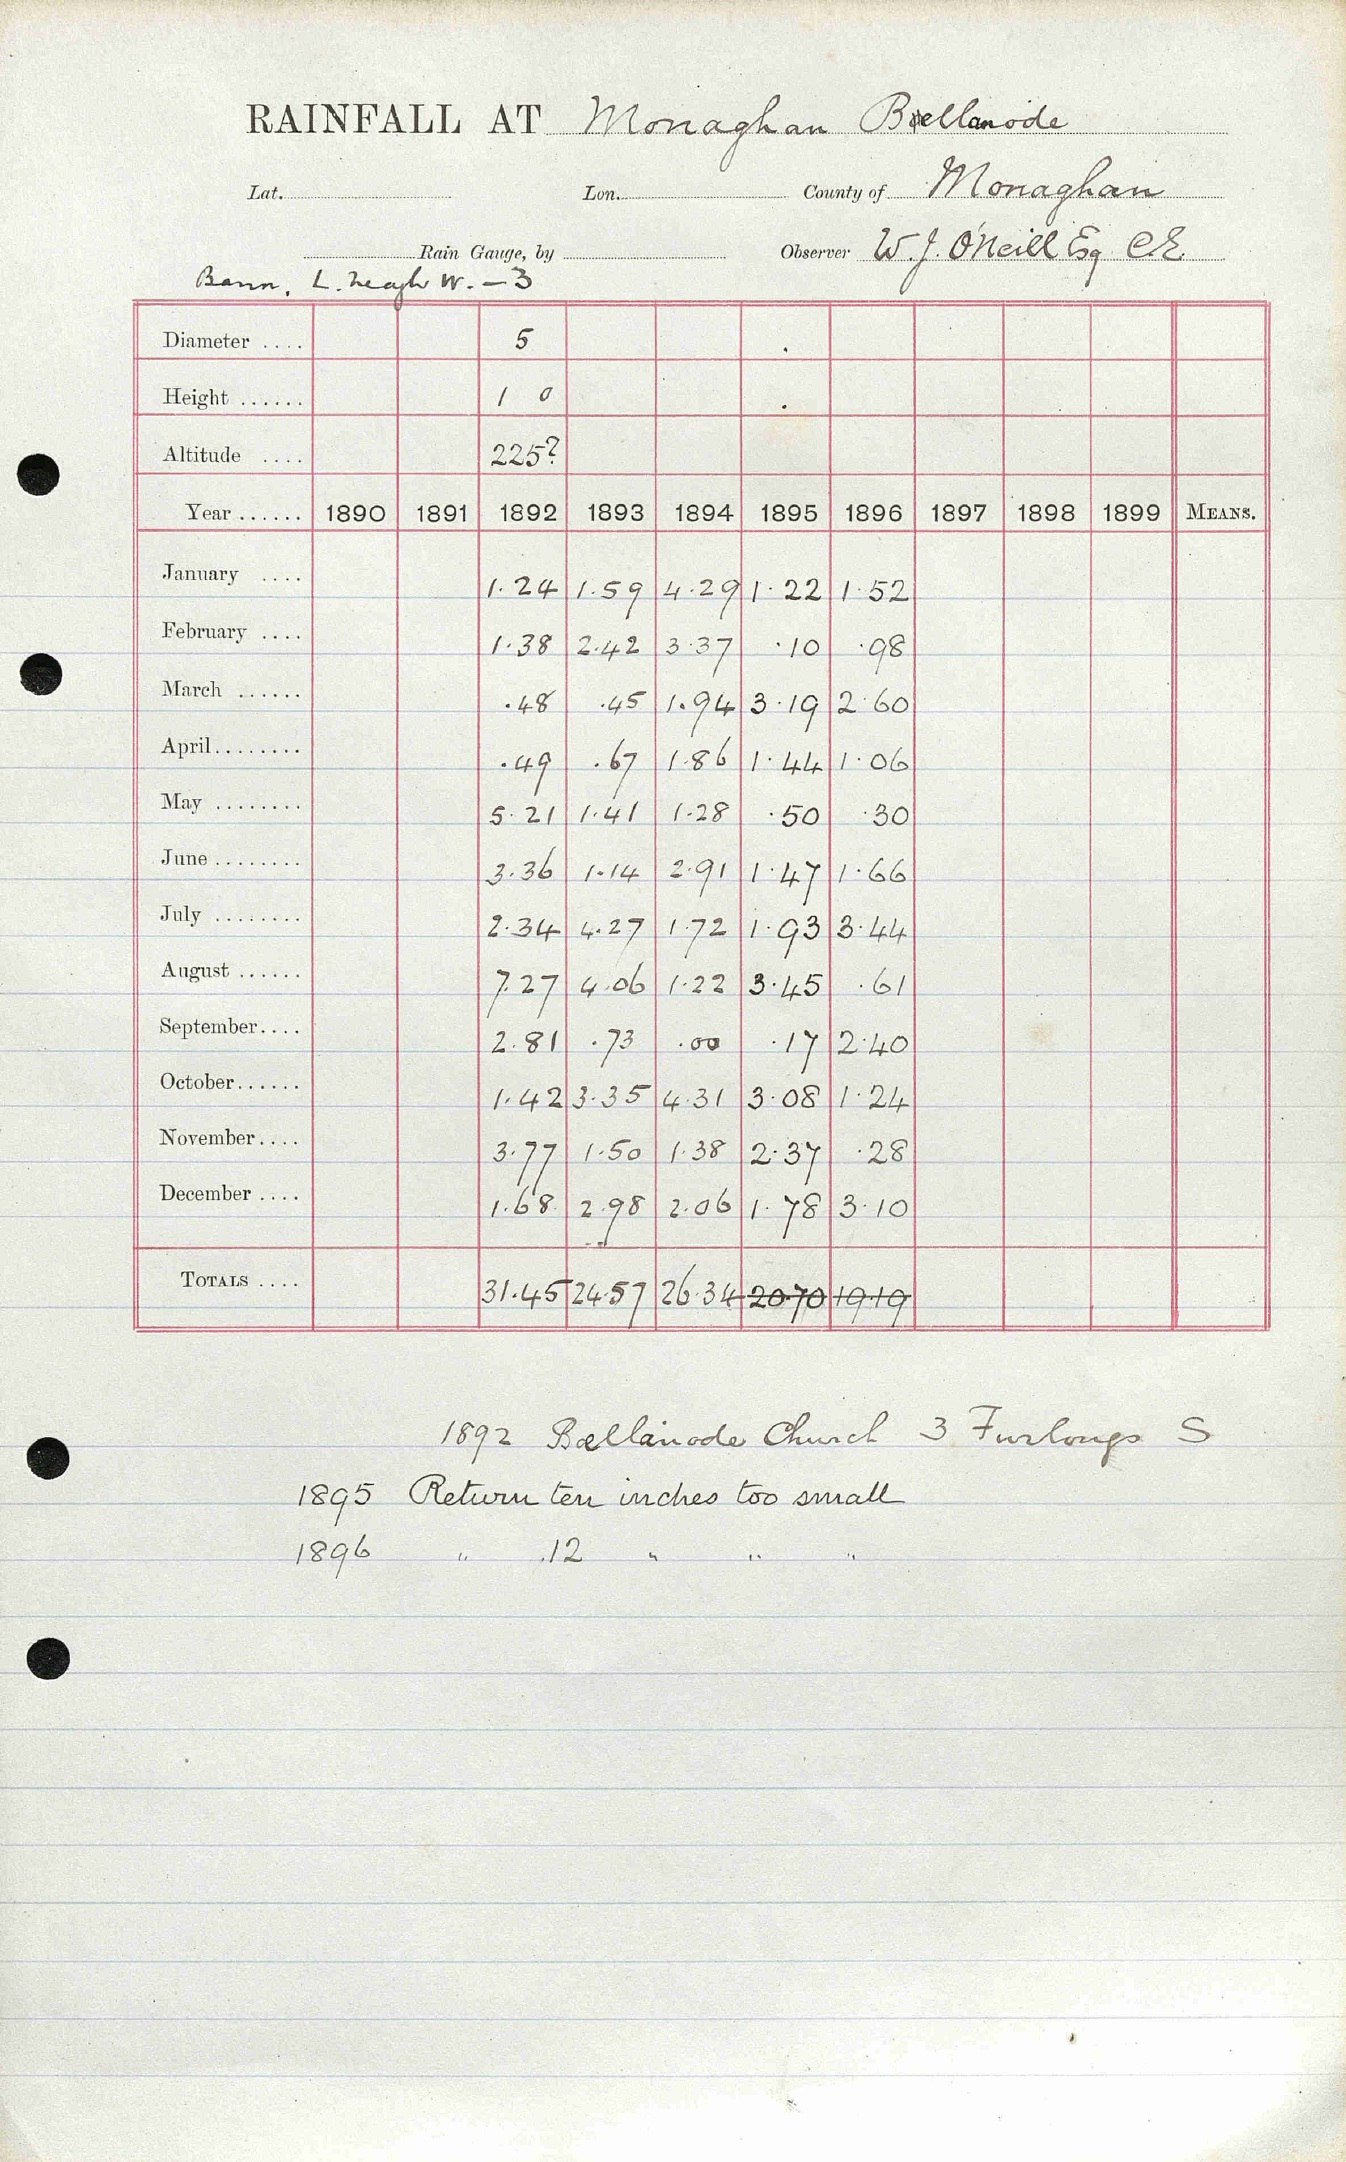 RAINFALL AT Monaghan Bellanode
Lat. Lon. County of Monaghan
Rain Gauge, by Observer W. J. O'Neill Esq C.E.
Bann, L. Neagh W. — 3
Diameter .... 5
Height ...... 1 0
Altitude .... 225?
Year ...... 1890 1891 1892 1893 1894 1895 1896 1897 1898 1899 MEANS.
January .... 1.24 1.59 4.29 1.22 1.52
February .... 1.38 2.42 3.37 .10 .98
March ...... .48 .45 1.94 3.19 2.60
April........ .49 .67 1.86 1.44 1.06
May ........ 5.21 1.41 1.28 .50 .30
June ........ 3.36 1.14 2.91 1.47 1.66
July ........ 2.34 4.27 1.72 1.93 3.44
August ...... 7.27 4.06 1.22 3.45 .61
September.... 2.81 .73 .00 .17 2.40
October...... 1.42 3.35 4.31 3.08 1.24
November.... 3.77 1.50 1.38 2.37 .28
December .... 1.68 2.98 2.06 1.78 3.10
TOTALS .... 31.45 24.57 26.34 20.70 19.19
1892 Bellanode Church 3 Furlongs S
1895 Return ten inches too small
1896 " 12 " " "